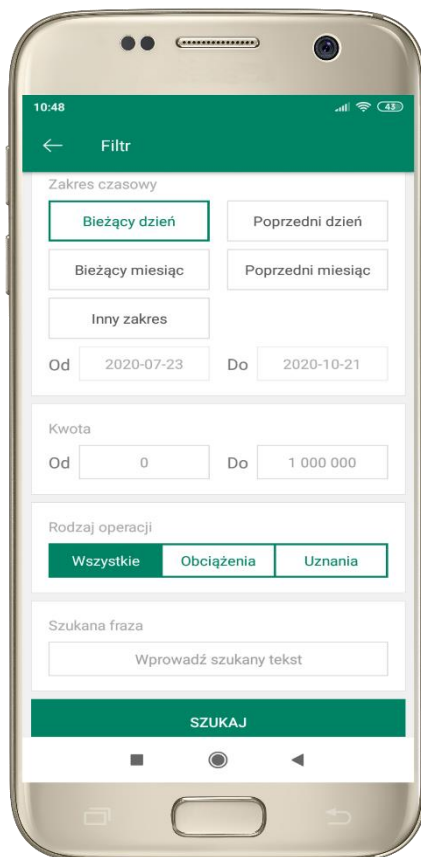 10:48
43
Filtr
Zakres czasowy
Bieżący dzień Poprzedni dzień
Bieżący miesiąc Poprzedni miesiąc
Inny zakres
Od 2020-07-23 Do 2020-10-21
Kwota
Od 0 Do 1 000 000
Rodzaj operacji
Wszystkie Obciążenia Uznania
Szukana fraza
Wprowadź szukany tekst
SZUKAJ